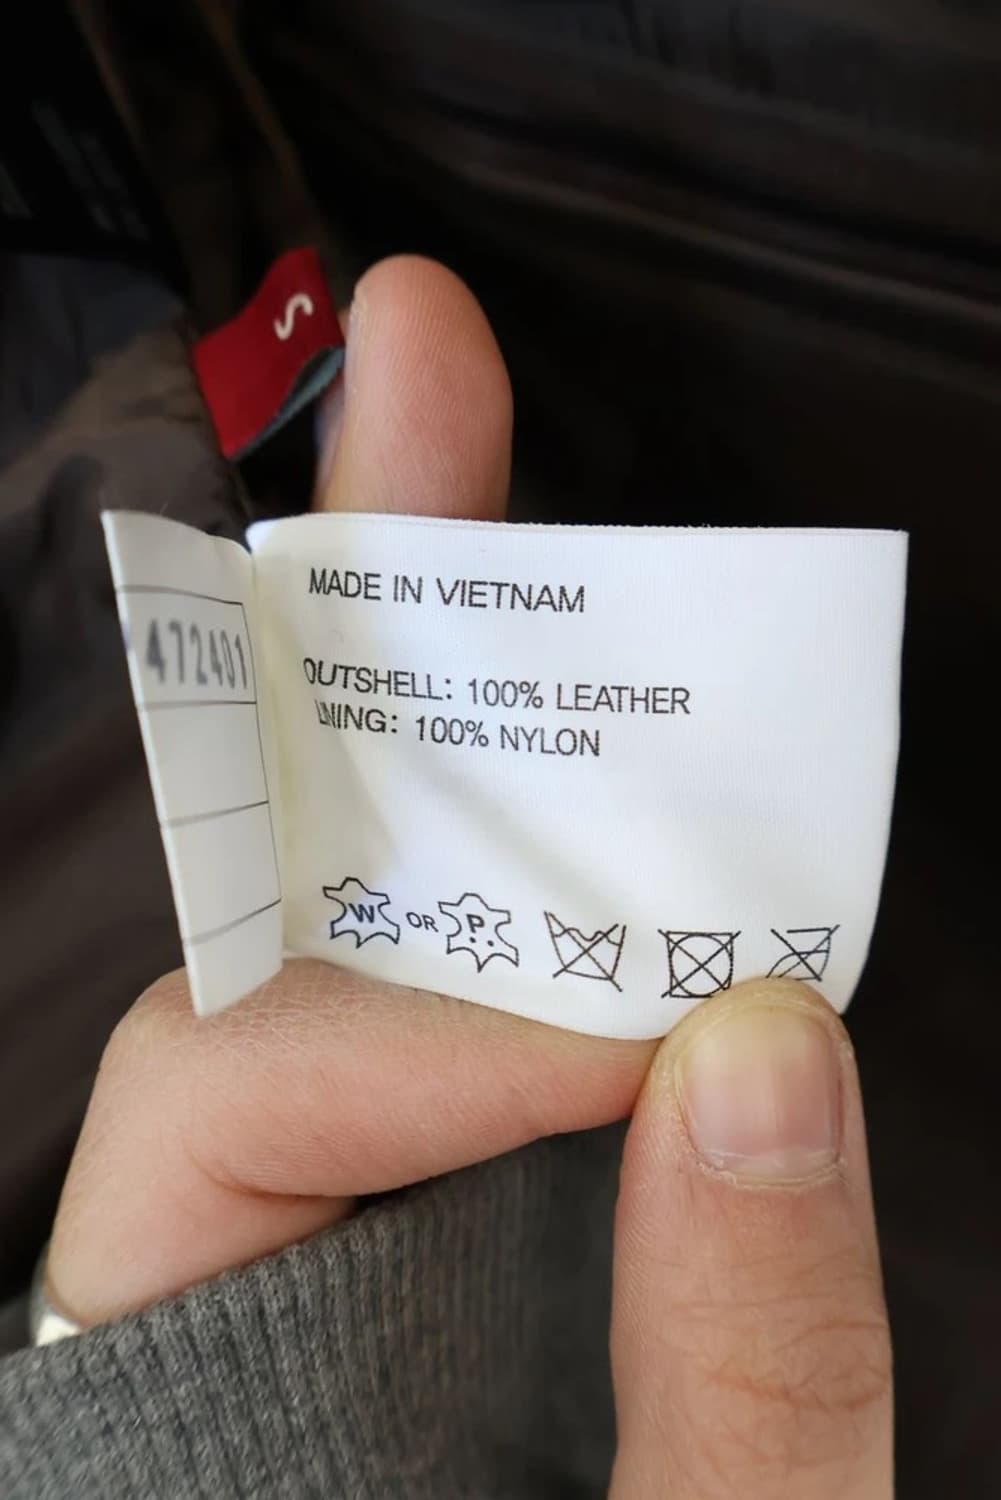 S
472401
MADE IN VIETNAM
OUTSHELL: 100% LEATHER
LINING: 100% NYLON
W OR P